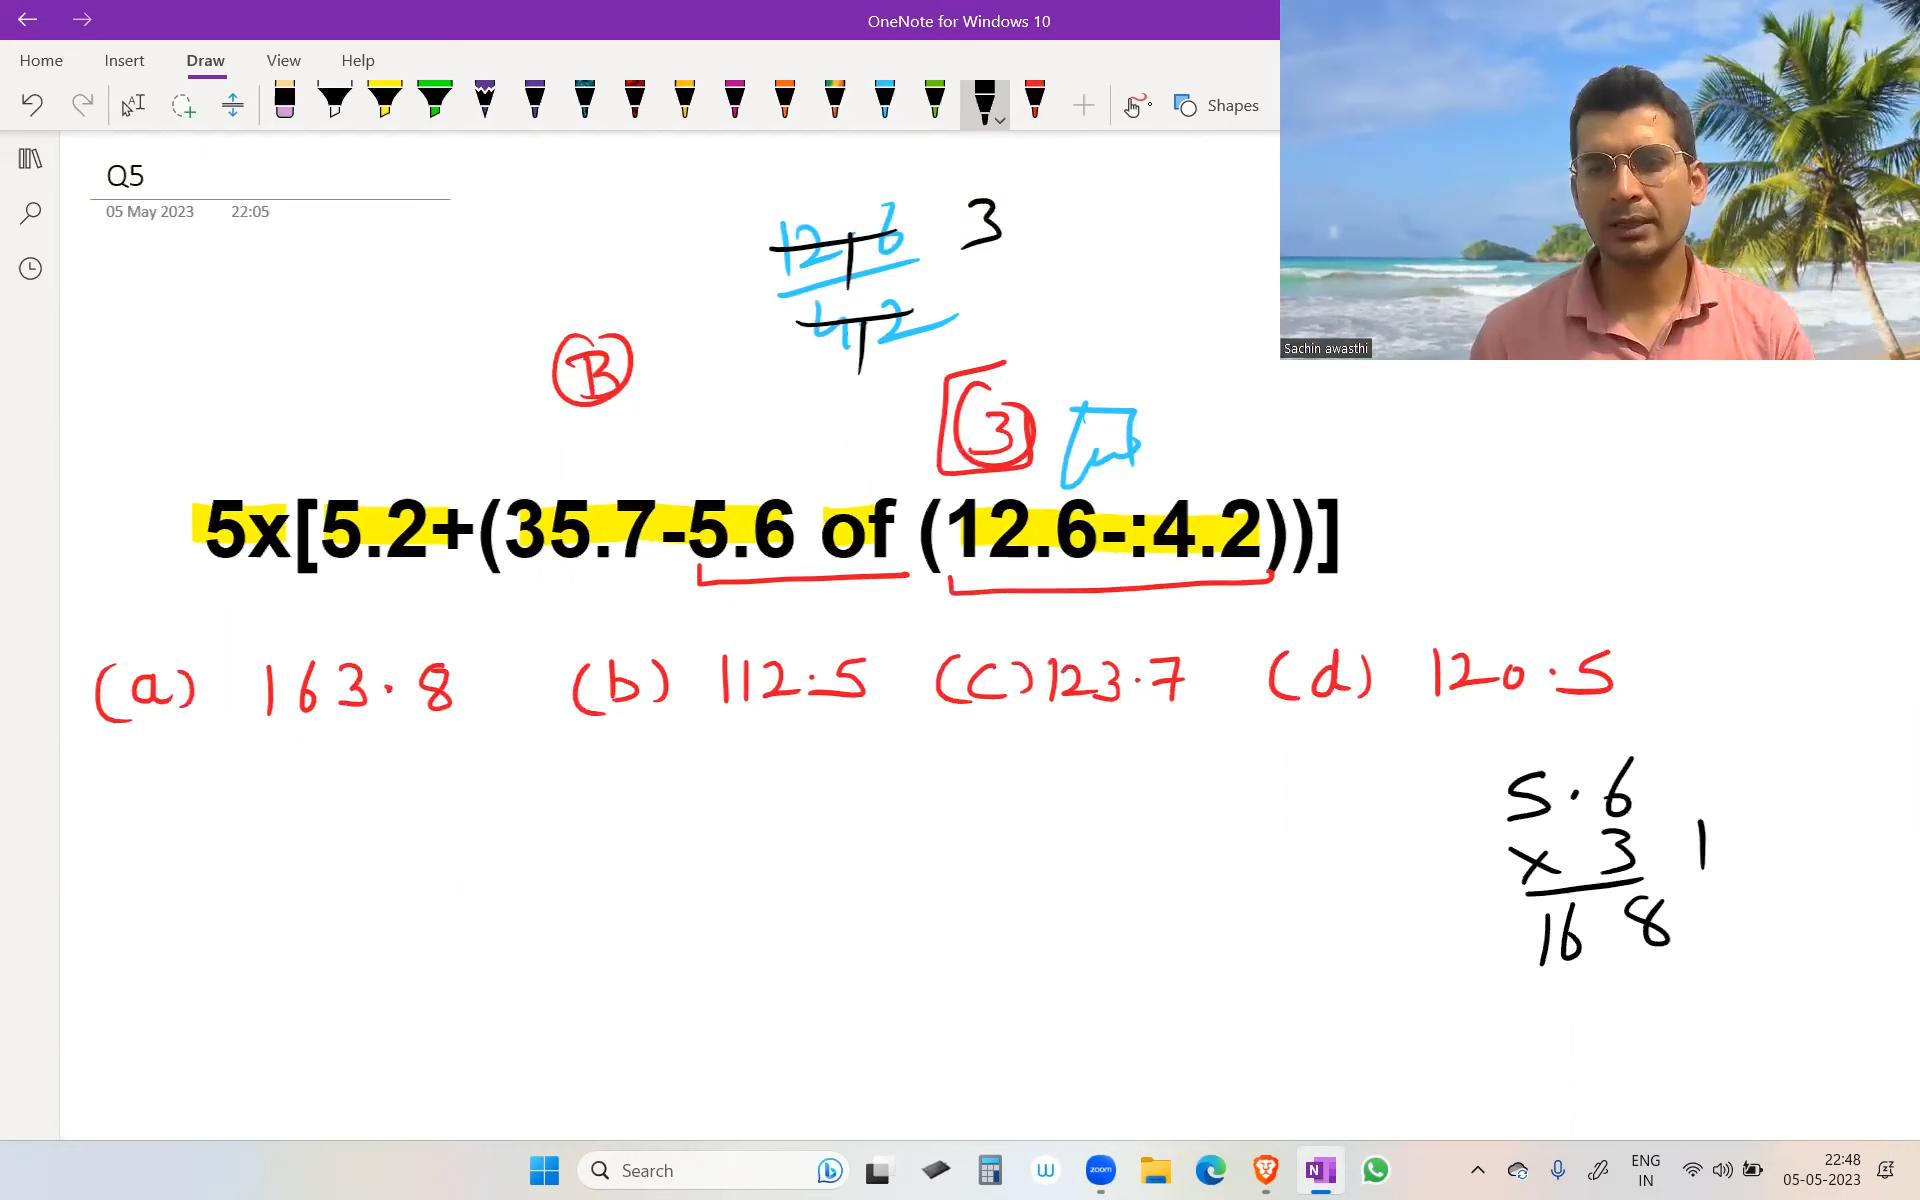 OneNote for Windows 10
Home Insert Draw View Help
Shapes
Q5
05 May 2023 22:05
12.6 3
4.2
B
3
5x[5.2+(35.7-5.6 of (12.6-:4.2))]
(a) 163.8 (b) 112.5 (c) 123.7 (d) 120.5
5.6
x 3 1
16 8
Sachin awasthi
Search
zoom
ENG
IN
22:48
05-05-2023